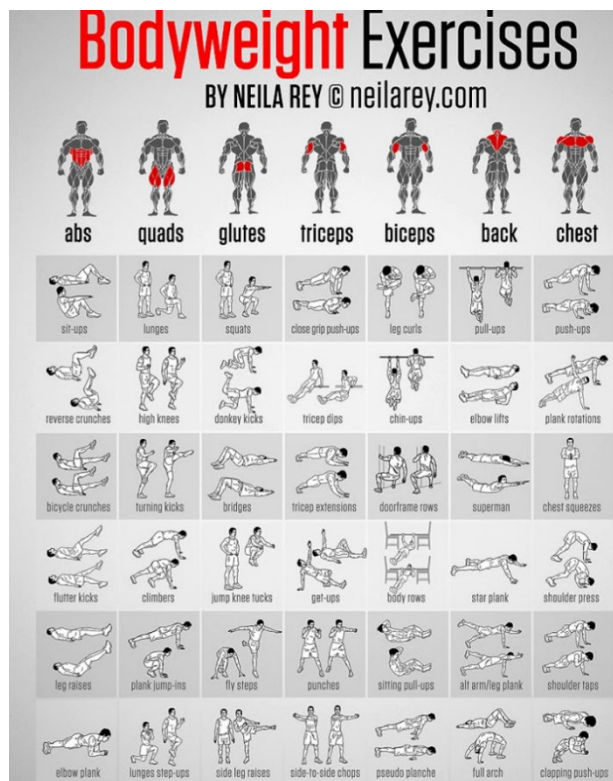 Bodyweight Exercises
BY NEILA REY © neilarey.com
abs quads glutes triceps biceps back chest
sit-ups lunges squats close grip push-ups leg curls pull-ups push-ups
reverse crunches high knees donkey kicks tricep dips chin-ups elbow lifts plank rotations
bicycle crunches turning kicks bridges tricep extensions doorframe rows superman chest squeezes
flutter kicks climbers jump knee tucks get-ups body rows star plank shoulder press
leg raises plank jump-ins fly steps punches sitting pull-ups alt arm/leg plank shoulder taps
elbow plank lunges step-ups side leg raises side-to-side chops pseudo planche full arch clapping push-ups